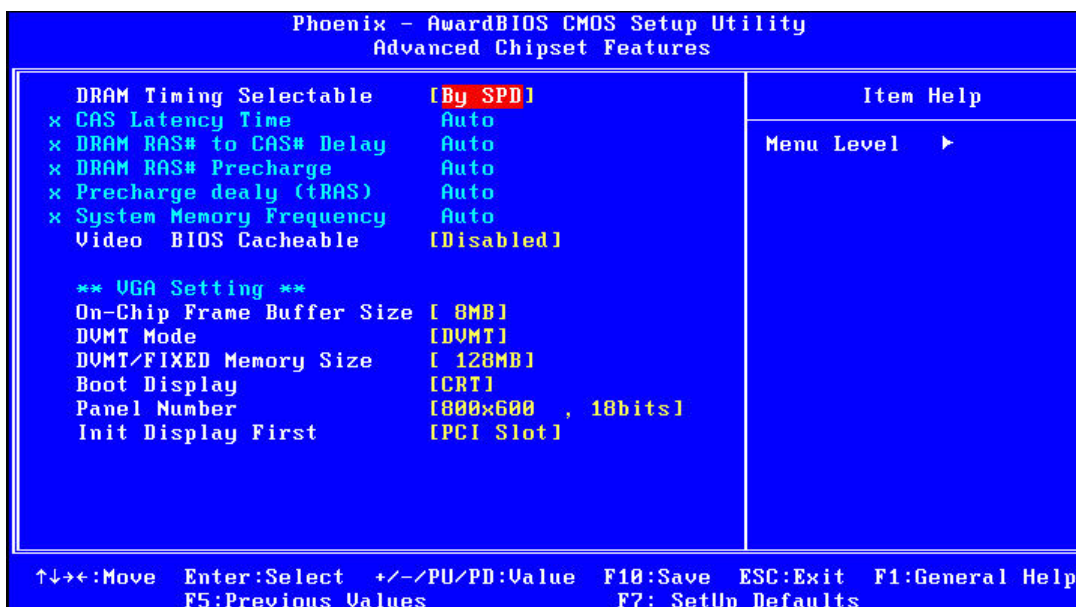 Phoenix - AwardBIOS CMOS Setup Utility
Advanced Chipset Features
DRAM Timing Selectable [By SPD]
x CAS Latency Time Auto
x DRAM RAS# to CAS# Delay Auto
x DRAM RAS# Precharge Auto
x Precharge dealy (tRAS) Auto
x System Memory Frequency Auto
Video BIOS Cacheable [Disabled]
** VGA Setting **
On-Chip Frame Buffer Size [ 8MB]
DVMT Mode [DVMT]
DVMT/FIXED Memory Size [ 128MB]
Boot Display [CRT]
Panel Number [800x600 , 18bits]
Init Display First [PCI Slot]
Item Help
Menu Level ►
↑↓→←:Move Enter:Select +/-/PU/PD:Value F10:Save ESC:Exit F1:General Help
F5:Previous Values F7: SetUp Defaults